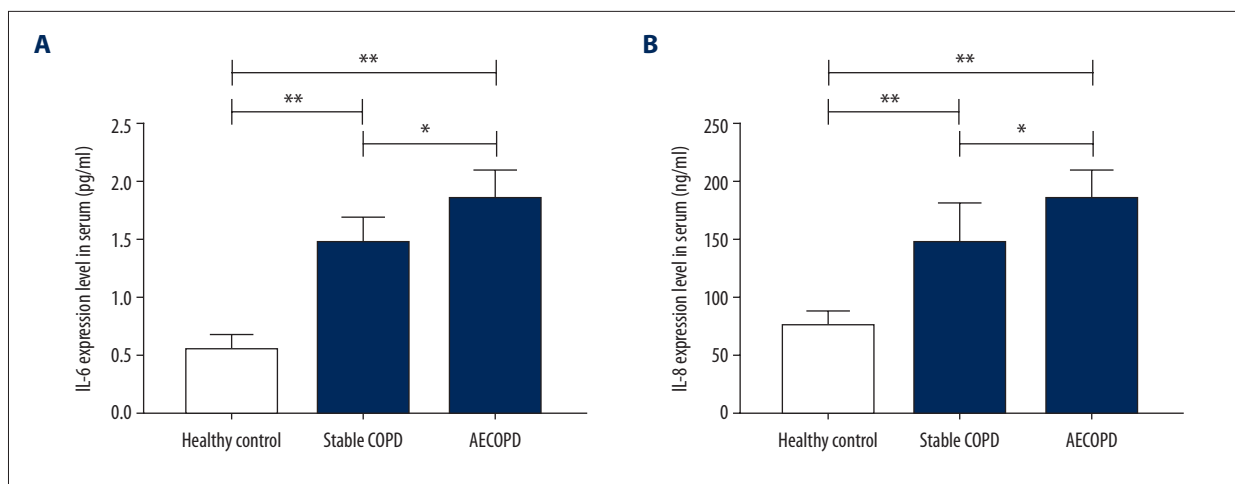 A
**
**
*
IL-6 expression level in serum (pg/ml)
2.5
2.0
1.5
1.0
0.5
0.0
Healthy control
Stable COPD
AECOPD
B
**
**
*
IL-8 expression level in serum (ng/ml)
250
200
150
100
50
0
Healthy control
Stable COPD
AECOPD